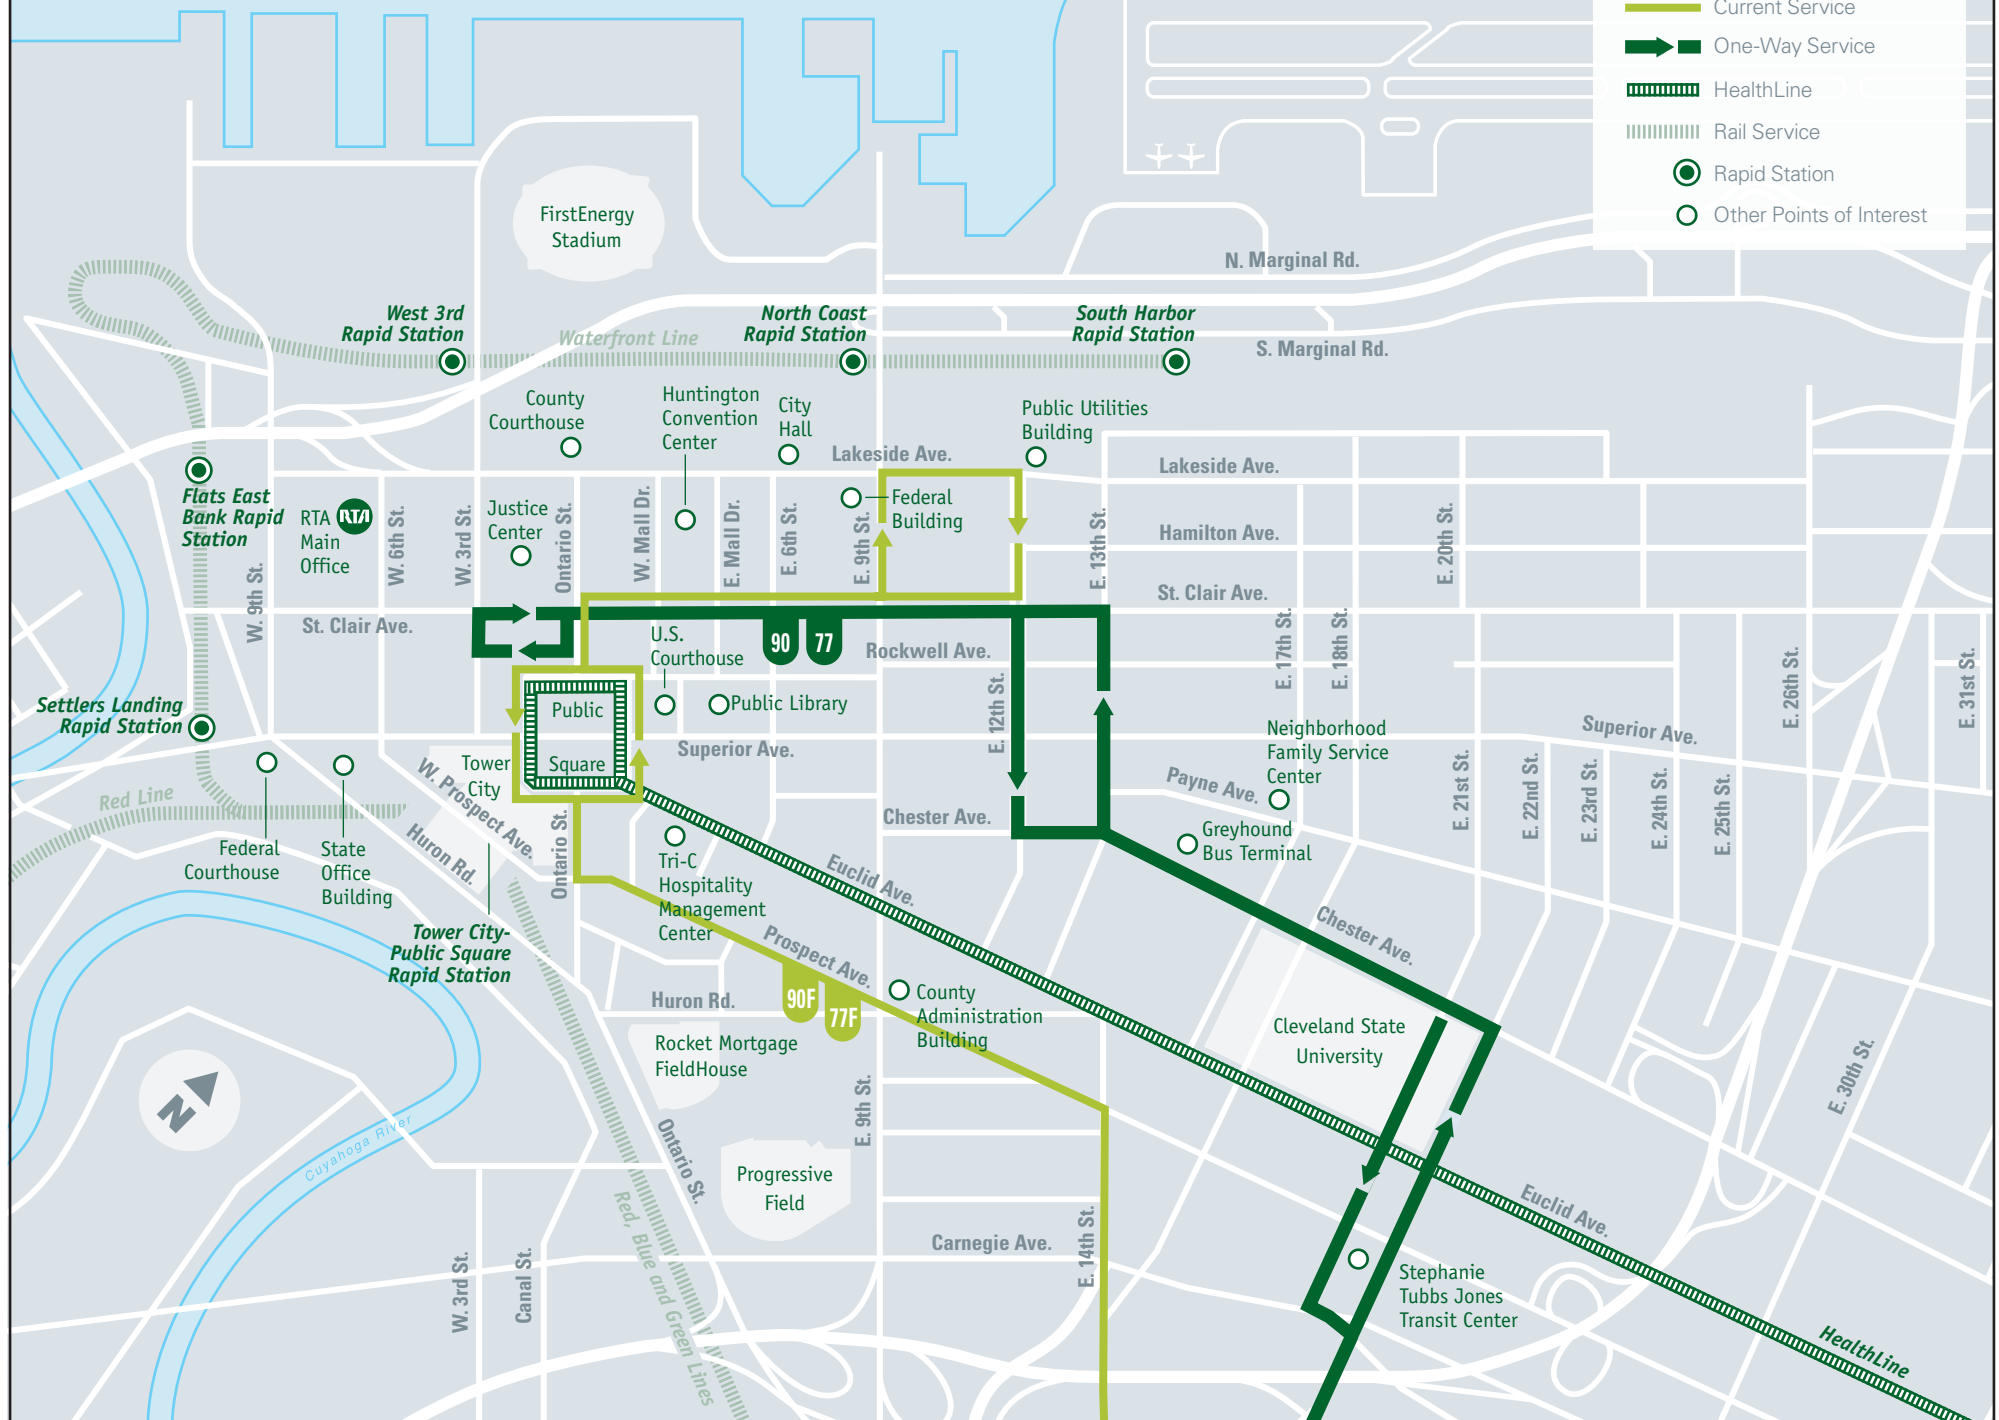 Current Service
One-Way Service
HealthLine
Rail Service
Rapid Station
Other Points of Interest
FirstEnergy
Stadium
N. Marginal Rd.
West 3rd
Rapid Station
Waterfront Line
North Coast
Rapid Station
South Harbor
Rapid Station
S. Marginal Rd.
County
Courthouse
Huntington
Convention
Center
City
Hall
Public Utilities
Building
Lakeside Ave.
Lakeside Ave.
Flats East
Bank Rapid
Station
RTA
Main
Office
RTA
W. 6th St.
W. 3rd St.
Justice
Center
Ontario St.
W. Mall Dr.
E. Mall Dr.
E. 6th St.
E. 9th St.
Federal
Building
E. 13th St.
Hamilton Ave.
E. 20th St.
W. 9th St.
St. Clair Ave.
St. Clair Ave.
U.S.
Courthouse
90
77
Rockwell Ave.
E. 17th St.
E. 18th St.
E. 26th St.
E. 31st St.
Settlers Landing
Rapid Station
Public
Square
Public Library
E. 12th St.
Superior Ave.
Superior Ave.
Neighborhood
Family Service
Center
Tower
City
W. Prospect Ave.
Red Line
Payne Ave.
E. 21st St.
E. 22nd St.
E. 23rd St.
E. 24th St.
E. 25th St.
Chester Ave.
Greyhound
Bus Terminal
Federal
Courthouse
State
Office
Building
Huron Rd.
Ontario St.
Tri-C
Hospitality
Management
Center
Euclid Ave.
Chester Ave.
Tower City-
Public Square
Rapid Station
Prospect Ave.
90F
77F
Huron Rd.
County
Administration
Building
Cleveland State
University
Rocket Mortgage
FieldHouse
N
E. 30th St.
Cuyahoga River
Ontario St.
E. 9th St.
Progressive
Field
Red, Blue and Green Lines
Euclid Ave.
Carnegie Ave.
E. 14th St.
W. 3rd St.
Canal St.
Stephanie
Tubbs Jones
Transit Center
HealthLine